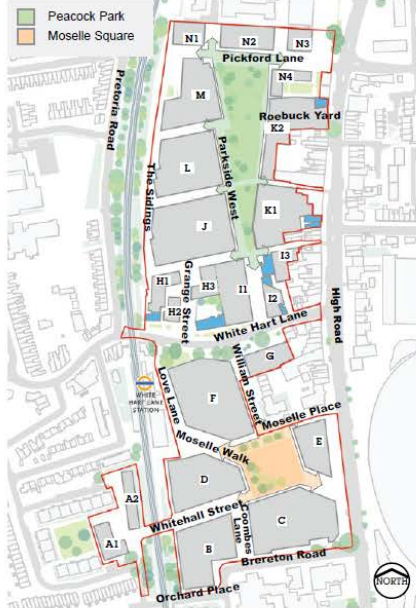 Peacock Park
Moselle Square
N1
N2
N3
Pickford Lane
N4
M
Roebuck Yard
K2
Pretoria Road
The Sidings
L
Parkside West
K1
J
Grange Street
I3
H1
H3
I1
H2
I2
High Road
White Hart Lane
G
William Street
Love Lane
WHITE
HART LANE
STATION
F
Moselle Place
Moselle Walk
E
D
A2
Whitehall Street
Coombes
Lane
C
A1
B
Brereton Road
Orchard Place
NORTH